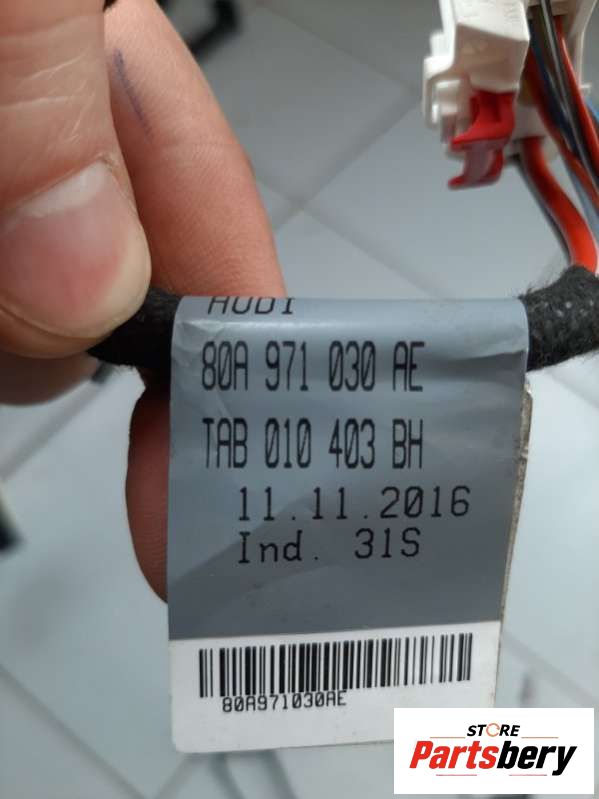 AUDI
80A 971 030 AE
TAB 010 403 BH
11.11.2016
Ind. 31S
80A971030AE
STORE
Partsbery